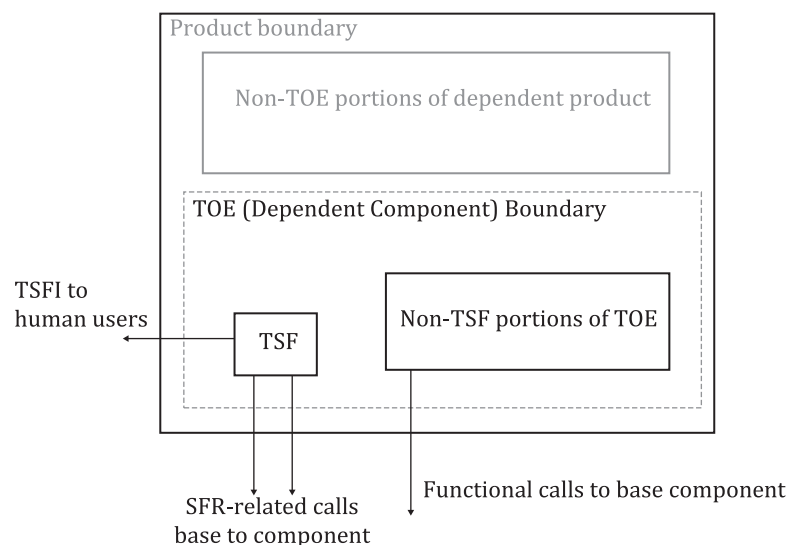 Product boundary
Non-TOE portions of dependent product
TOE (Dependent Component) Boundary
TSFI to
human users
TSF
Non-TSF portions of TOE
SFR-related calls
base to component
Functional calls to base component